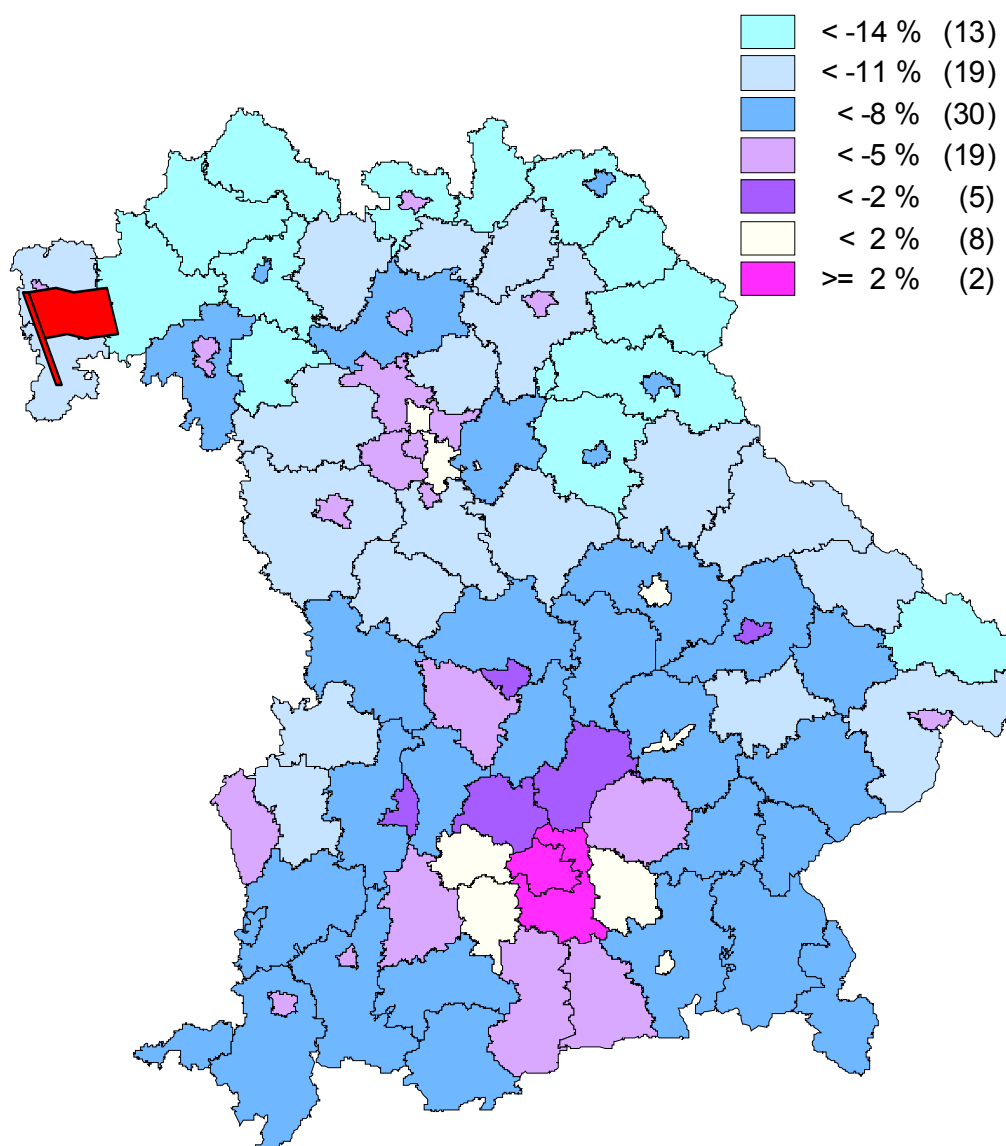 < -14 % (13)
< -11 % (19)
< -8 % (30)
< -5 % (19)
< -2 % (5)
< 2 % (8)
>= 2 % (2)